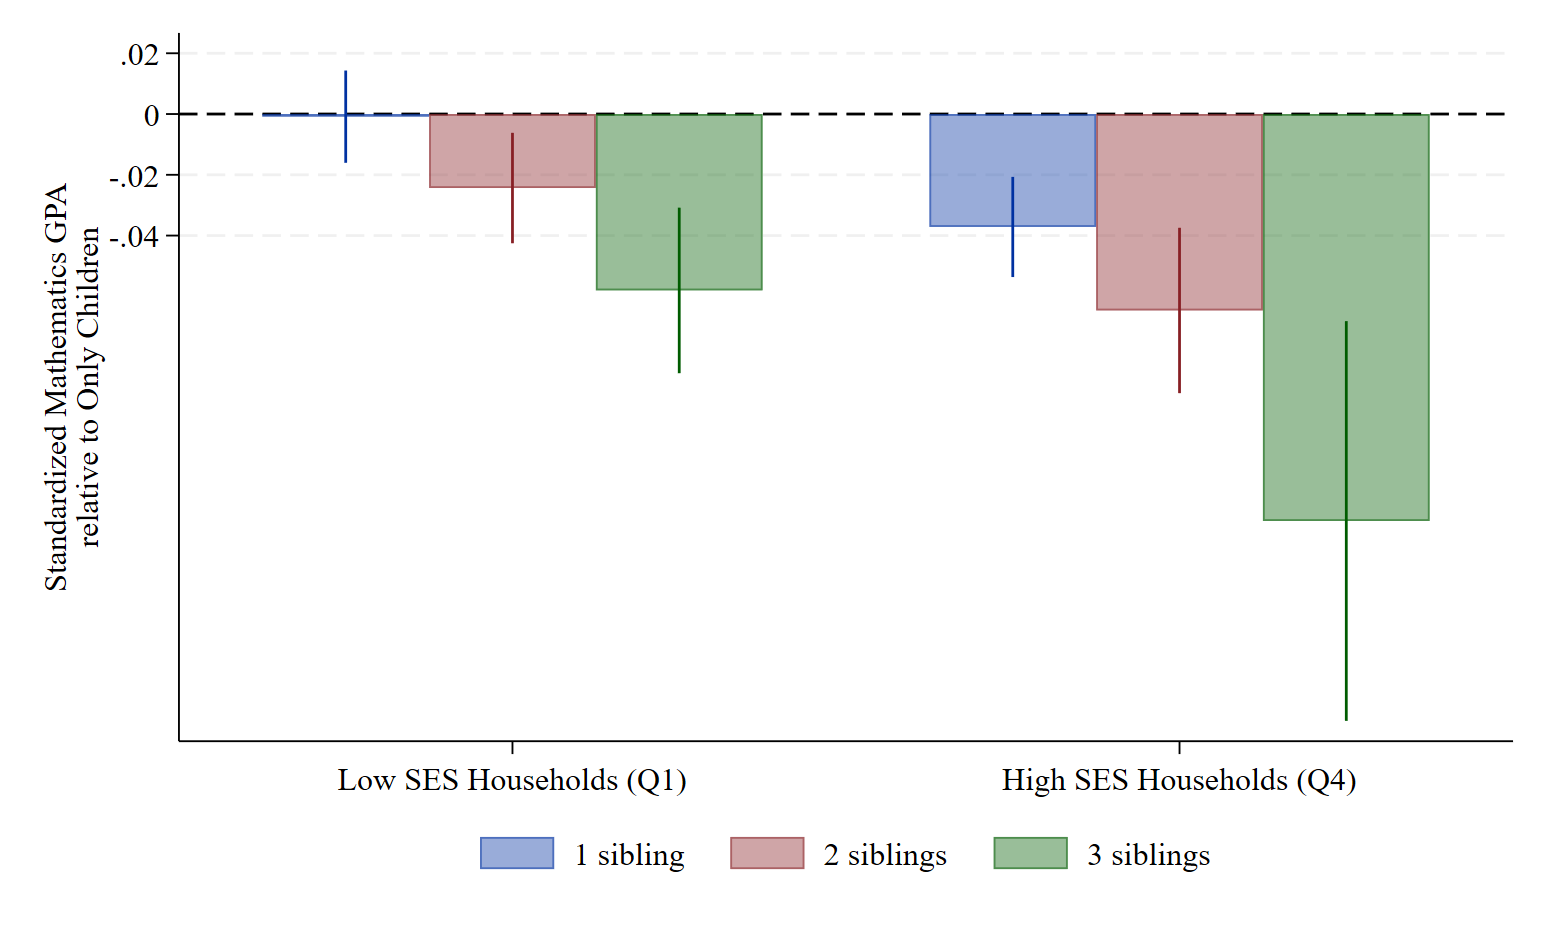 .02
0
-.02
-.04
Standardized Mathematics GPA
relative to Only Children
Low SES Households (Q1)
High SES Households (Q4)
1 sibling
2 siblings
3 siblings